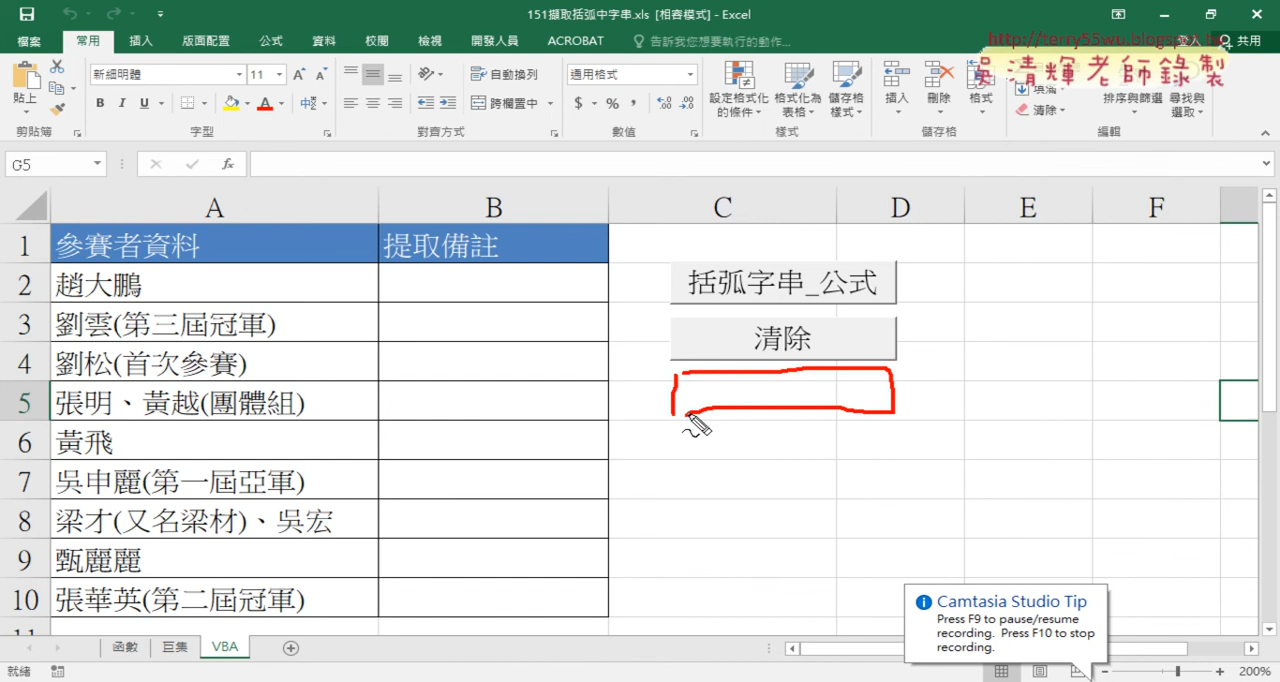 151擷取括弧中字串.xls [相容模式] - Excel
檔案 常用 插入 版面配置 公式 資料 校閱 檢視 開發人員 ACROBAT 告訴我您想要執行的動作... 登入 共用
http://terry55wu.blogspot.tw
吳清輝老師錄製
貼上 新細明體 11 自動換列 通用格式 設定格式化的條件 格式化為表格 儲存格樣式 插入 刪除 格式 填滿 排序與篩選 尋找與選取
B I U 跨欄置中 $ % 清除
剪貼簿 字型 對齊方式 數值 樣式 儲存格 編輯
G5 fx
A B C D E F
1 參賽者資料 提取備註
2 趙大鵬 括弧字串_公式
3 劉雲(第三屆冠軍) 清除
4 劉松(首次參賽)
5 張明、黃越(團體組)
6 黃飛
7 吳申麗(第一屆亞軍)
8 梁才(又名梁材)、吳宏
9 甄麗麗
10 張華英(第二屆冠軍)
11
Camtasia Studio Tip
Press F9 to pause/resume
recording. Press F10 to stop
recording.
函數 巨集 VBA
就緒 200%